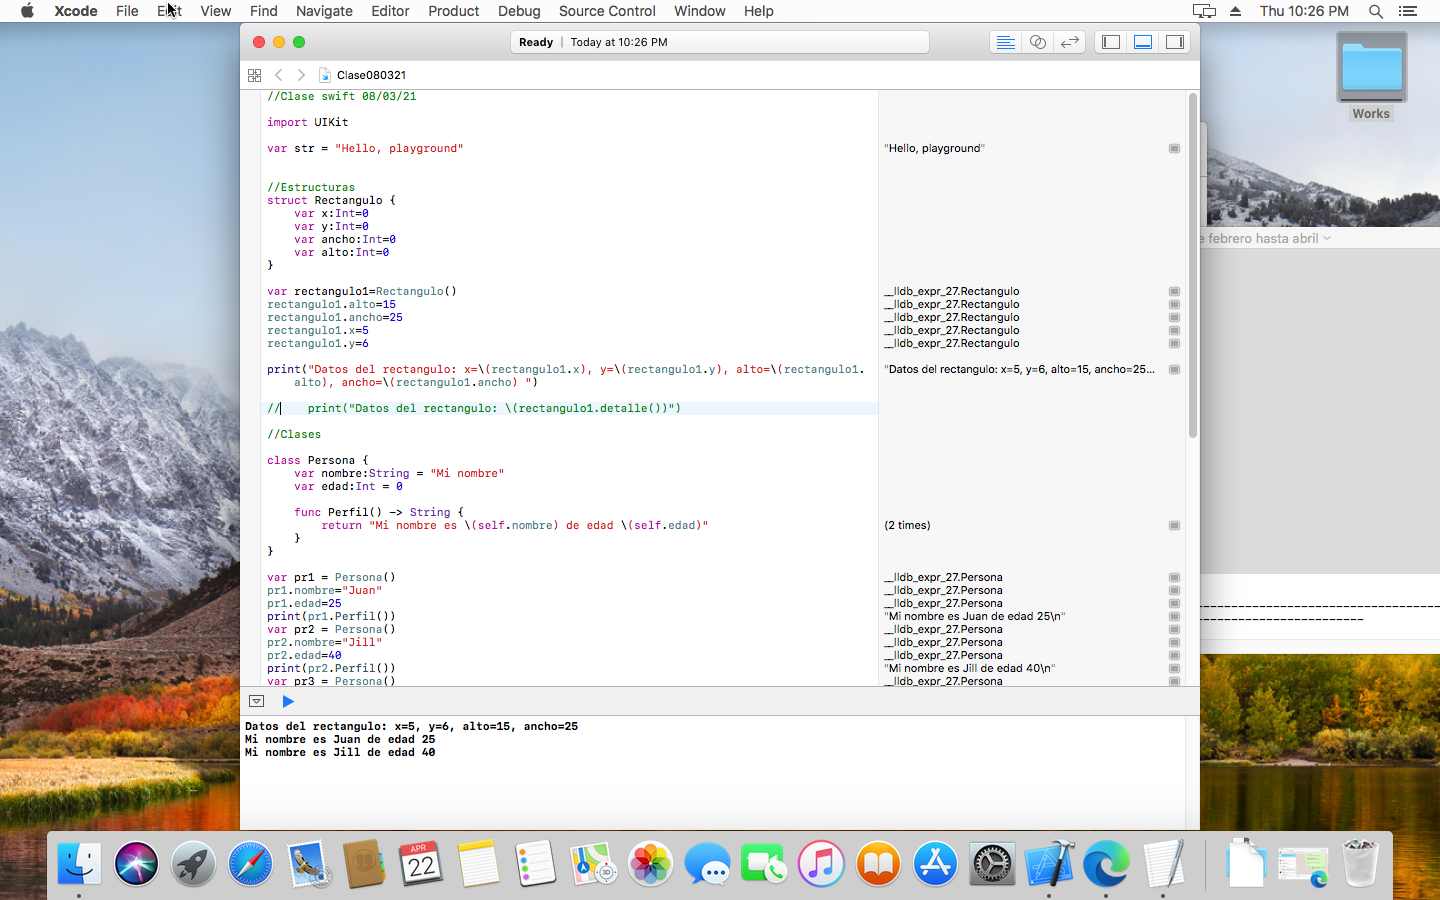 Xcode File Edit View Find Navigate Editor Product Debug Source Control Window Help Thu 10:26 PM
Ready | Today at 10:26 PM
Works
Clase080321
//Clase swift 08/03/21
import UIKit
var str = "Hello, playground" "Hello, playground"
//Estructuras
struct Rectangulo {
var x:Int=0
var y:Int=0
e febrero hasta abril
var ancho:Int=0
var alto:Int=0
}
var rectangulo1=Rectangulo() __lldb_expr_27.Rectangulo
rectangulo1.alto=15 __lldb_expr_27.Rectangulo
rectangulo1.ancho=25 __lldb_expr_27.Rectangulo
rectangulo1.x=5 __lldb_expr_27.Rectangulo
rectangulo1.y=6 __lldb_expr_27.Rectangulo
print("Datos del rectangulo: x=\(rectangulo1.x), y=\(rectangulo1.y), alto=\(rectangulo1. "Datos del rectangulo: x=5, y=6, alto=15, ancho=25...
alto), ancho=\(rectangulo1.ancho) ")
// print("Datos del rectangulo: \(rectangulo1.detalle())")
//Clases
class Persona {
var nombre:String = "Mi nombre"
var edad:Int = 0
func Perfil() -> String {
return "Mi nombre es \(self.nombre) de edad \(self.edad)" (2 times)
}
}
var pr1 = Persona() __lldb_expr_27.Persona
pr1.nombre="Juan" __lldb_expr_27.Persona
pr1.edad=25 __lldb_expr_27.Persona
print(pr1.Perfil()) "Mi nombre es Juan de edad 25\n"
var pr2 = Persona() __lldb_expr_27.Persona
pr2.nombre="Jill" __lldb_expr_27.Persona
pr2.edad=40 __lldb_expr_27.Persona
print(pr2.Perfil()) "Mi nombre es Jill de edad 40\n"
var pr3 = Persona() __lldb_expr_27.Persona
Datos del rectangulo: x=5, y=6, alto=15, ancho=25
Mi nombre es Juan de edad 25
Mi nombre es Jill de edad 40
APR
22
3D